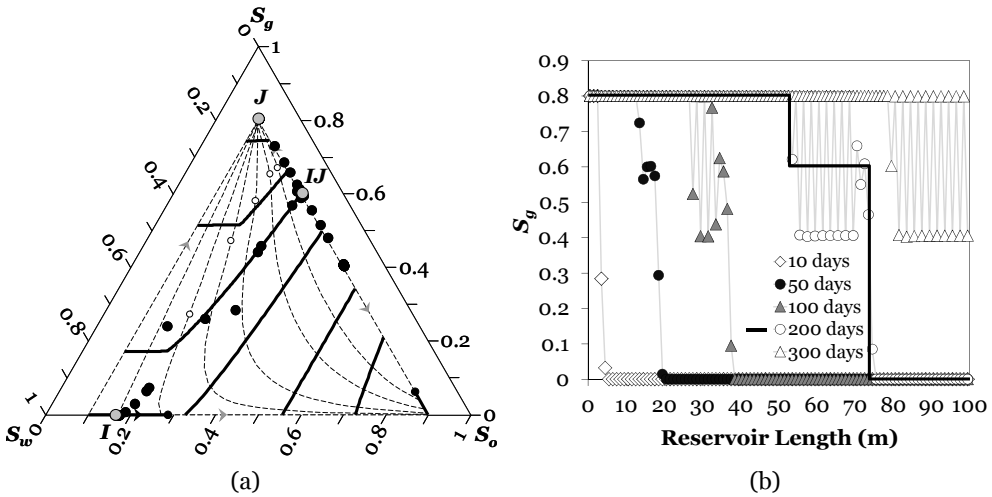 S_g
0
1
J
0.2
0.8
0.4
IJ
0.6
0.6
0.4
0.8
0.2
1
S_w
0
I
0.2
0.4
0.6
0.8
1
S_o
0
(a)
0.9
0.8
0.7
0.6
0.5
0.4
0.3
0.2
0.1
0
S_g
10 days
50 days
100 days
200 days
300 days
0 10 20 30 40 50 60 70 80 90 100
Reservoir Length (m)
(b)